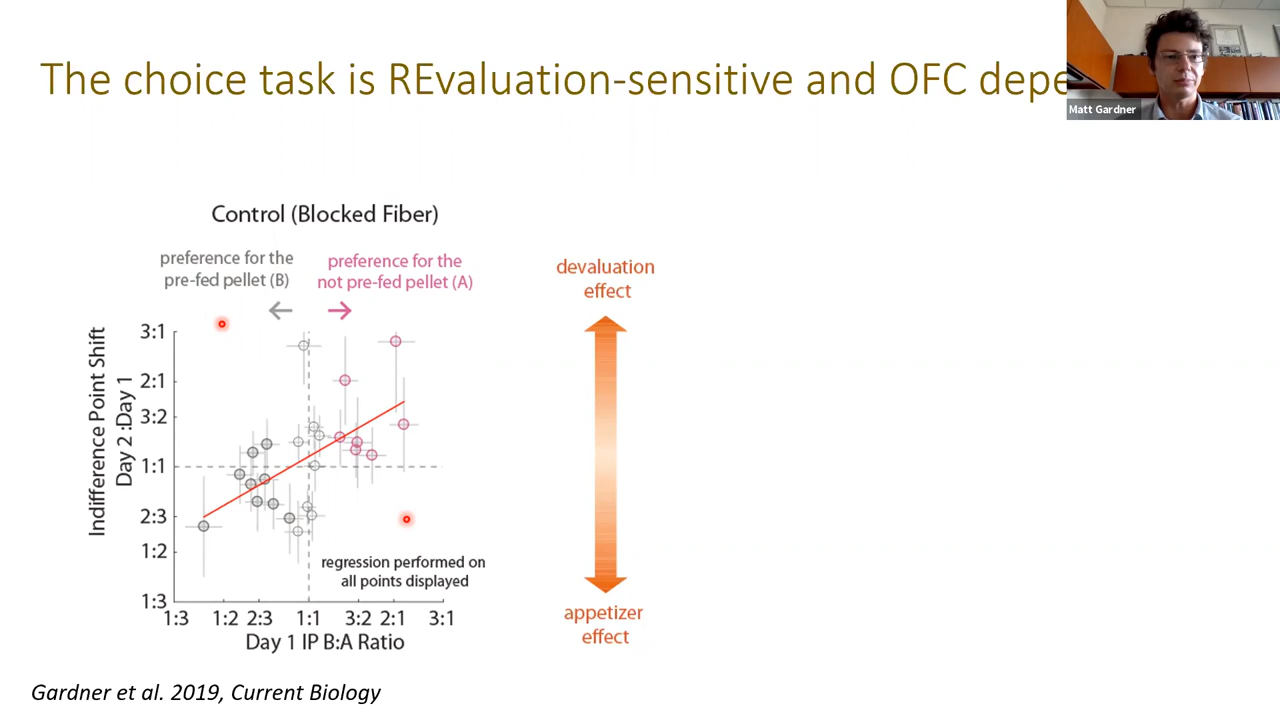 The choice task is REvaluation-sensitive and OFC
Matt Gardner
Control (Blocked Fiber)
preference for the
pre-fed pellet (B)
preference for the
not pre-fed pellet (A)
devaluation
effect
Indifference Point Shift
Day 2 :Day 1
3:1
2:1
3:2
1:1
2:3
1:2
1:3
regression performed on
all points displayed
1:3
1:2
2:3
1:1
3:2
2:1
3:1
Day 1 IP B:A Ratio
appetizer
effect
Gardner et al. 2019, Current Biology